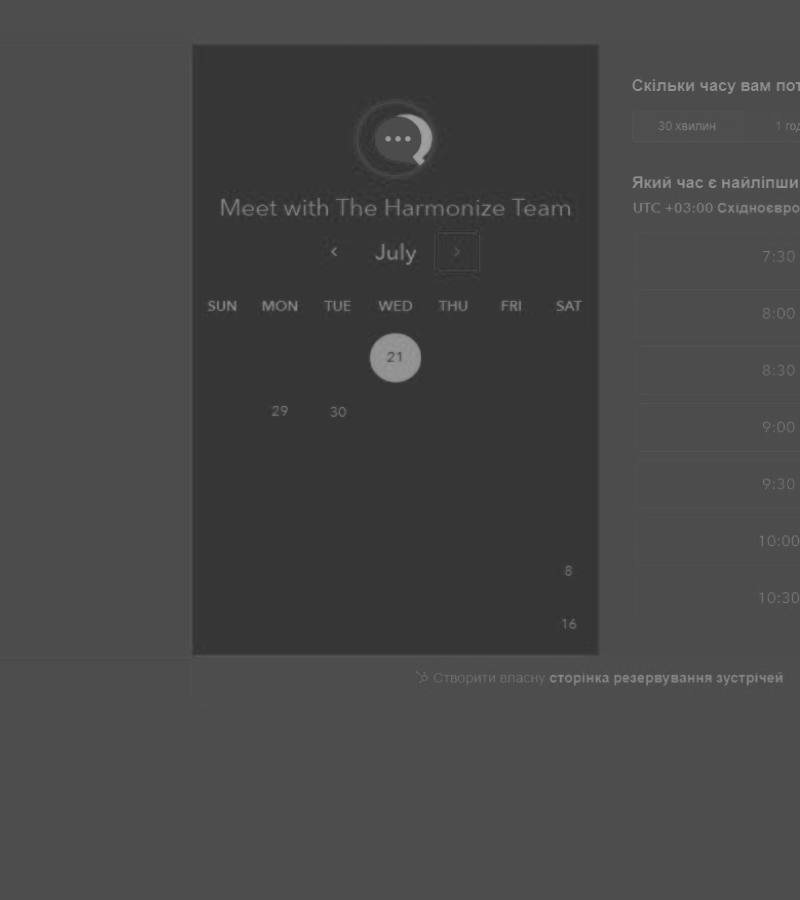 Meet with The Harmonize Team
July
SUN MON TUE WED THU FRI SAT
21
29 30
8
16
Скільки часу вам пот
30 хвилин 1 год
Який час є найліпши
UTC +03:00 Східноєвро
7:30
8:00
8:30
9:00
9:30
10:00
10:30
Створити власну сторінка резервування зустрічей